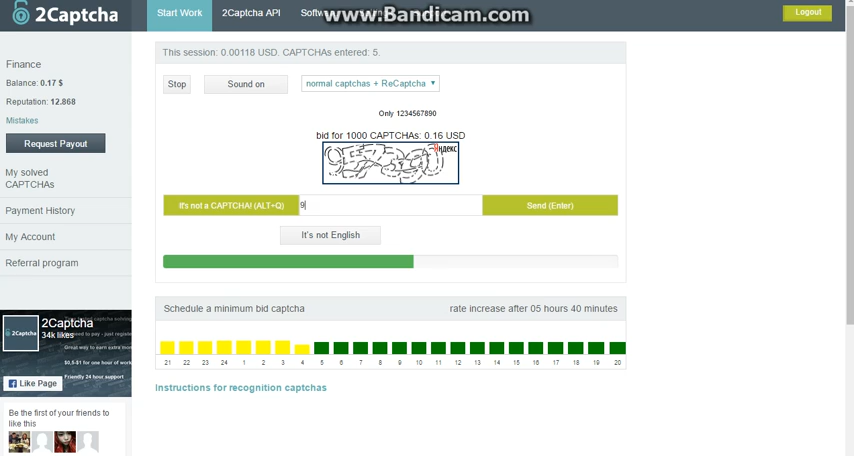 2Captcha
Start Work
2Captcha API
www.Bandicam.com
Logout
Finance
Balance: 0.17 $
Reputation: 12.868
Mistakes
Request Payout
My solved
CAPTCHAs
Payment History
My Account
Referral program
2Captcha
34k likes
Like Page
Be the first of your friends to
like this
This session: 0.00118 USD. CAPTCHAs entered: 5.
Stop
Sound on
normal captchas + ReCaptcha
Only 1234567890
bid for 1000 CAPTCHAs: 0.16 USD
Яндекс
It's not a CAPTCHA! (ALT+Q)
9
Send (Enter)
It's not English
Schedule a minimum bid captcha
rate increase after 05 hours 40 minutes
21 22 23 24 1 2 3 4 5 6 7 8 9 10 11 12 13 14 15 16 17 18 19 20
Instructions for recognition captchas